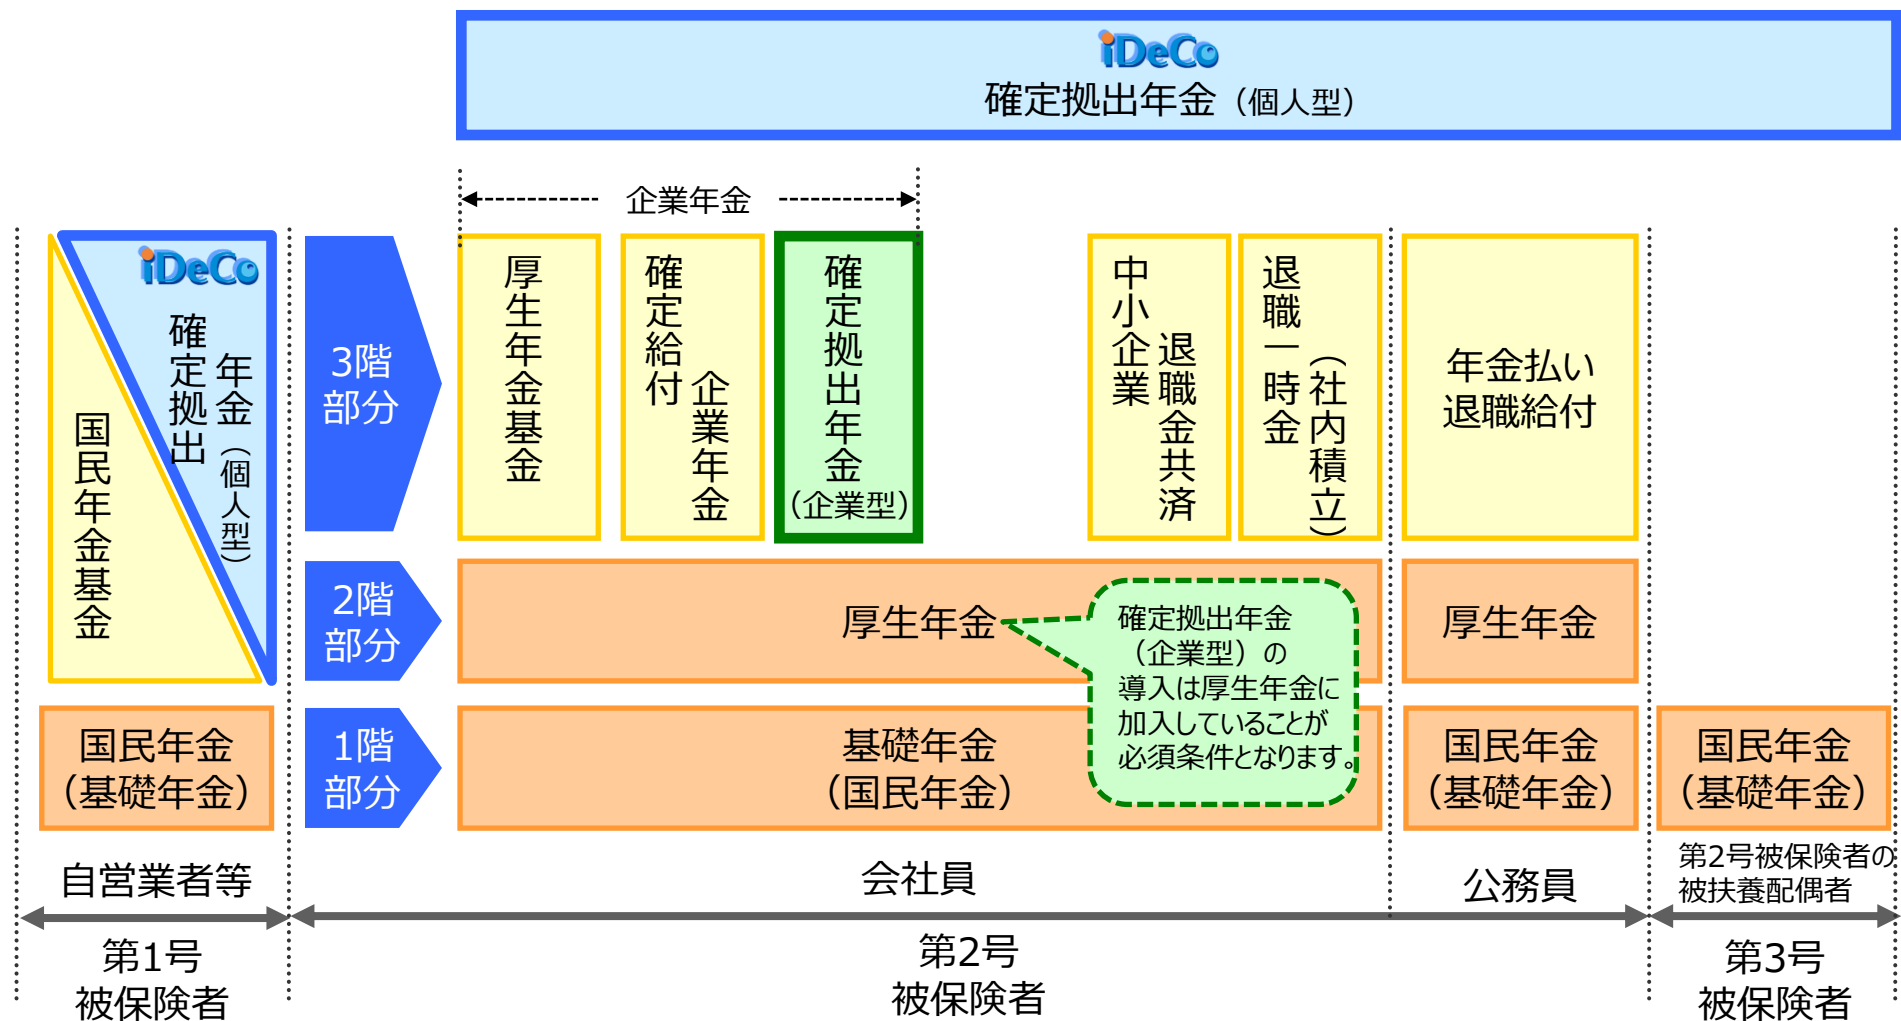 iDeCo
確定拠出年金（個人型）
企業年金
iDeCo
確定拠出
年金（個人型）
国民年金基金
3階
部分
厚生年金基金
確定給付
企業年金
確定拠出年金
（企業型）
中小企業
退職金共済
退職一時金
（社内積立）
年金払い
退職給付
2階
部分
厚生年金
確定拠出年金
（企業型）の
導入は厚生年金に
加入していることが
必須条件となります。
厚生年金
国民年金
（基礎年金）
1階
部分
基礎年金
（国民年金）
国民年金
（基礎年金）
国民年金
（基礎年金）
自営業者等
会社員
公務員
第2号被保険者の
被扶養配偶者
第1号
被保険者
第2号
被保険者
第3号
被保険者